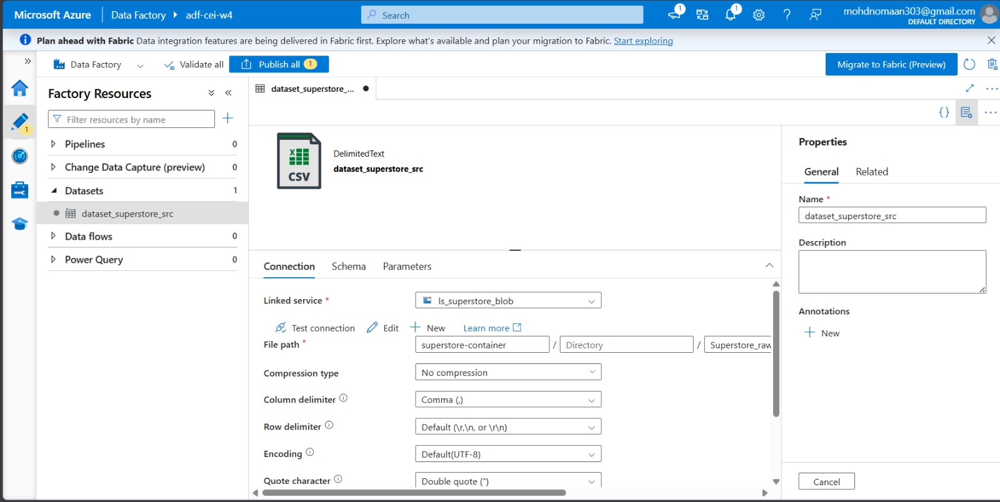 Microsoft Azure
Data Factory
adf-cei-w4
Search
1
1
mohdnomaan303@gmail.com
DEFAULT DIRECTORY
Plan ahead with Fabric Data integration features are being delivered in Fabric first. Explore what's available and plan your migration to Fabric. Start exploring
Data Factory
Validate all
Publish all 1
Migrate to Fabric (Preview)
1
Factory Resources
Filter resources by name
Pipelines 0
Change Data Capture (preview) 0
Datasets 1
dataset_superstore_src
Data flows 0
Power Query 0
dataset_superstore_...
{}
CSV
DelimitedText
dataset_superstore_src
Connection Schema Parameters
Linked service * ls_superstore_blob
Test connection Edit New Learn more
File path * superstore-container / Directory / Superstore_raw
Compression type No compression
Column delimiter Comma (,)
Row delimiter Default (\r,\n, or \r\n)
Encoding Default(UTF-8)
Quote character Double quote (")
Properties
General Related
Name *
dataset_superstore_src
Description
Annotations
New
Cancel